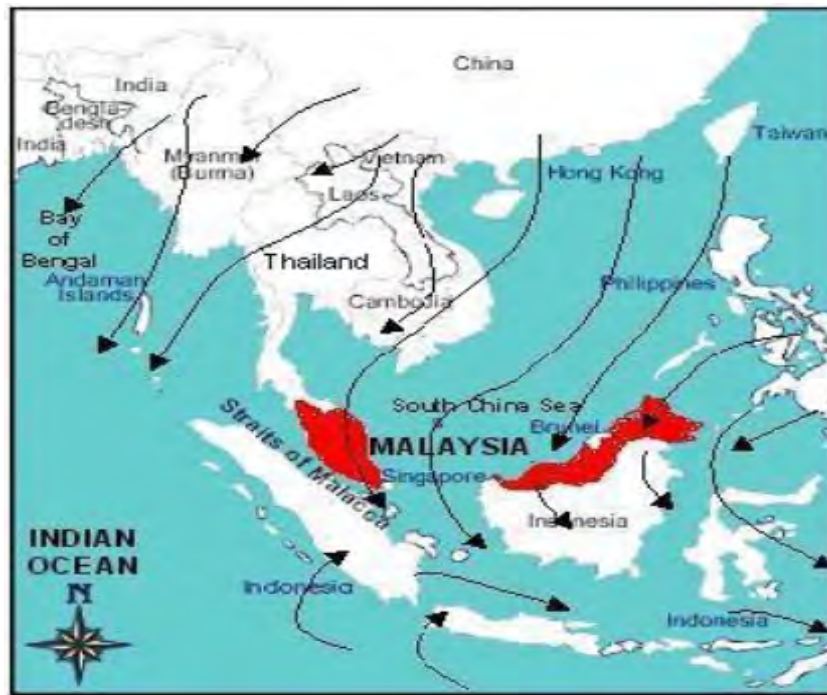 China
India
Bengla
desh
India
Myanmar
(Burma)
Vietnam
Laos
Hong Kong
Taiwan
Bay
of
Bengal
Andaman
Islands
Thailand
Cambodia
Philippines
South China Sea
Brunei
MALAYSIA
Singapore
Straits of Malacca
Indonesia
INDIAN
OCEAN
N
Indonesia
Indonesia